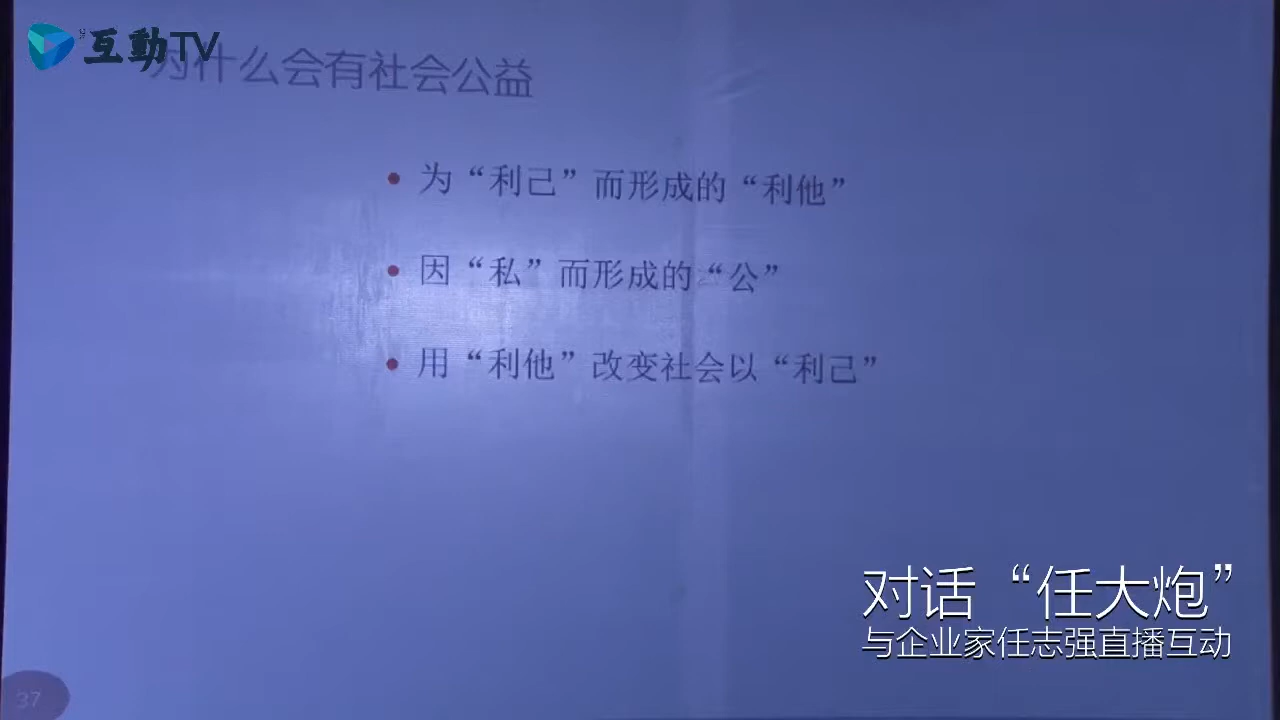 互動TV
为什么会有社会公益
为“利己”而形成的“利他”
因“私”而形成的“公”
用“利他”改变社会以“利己”
对话“任大炮”
与企业家任志强直播互动
37